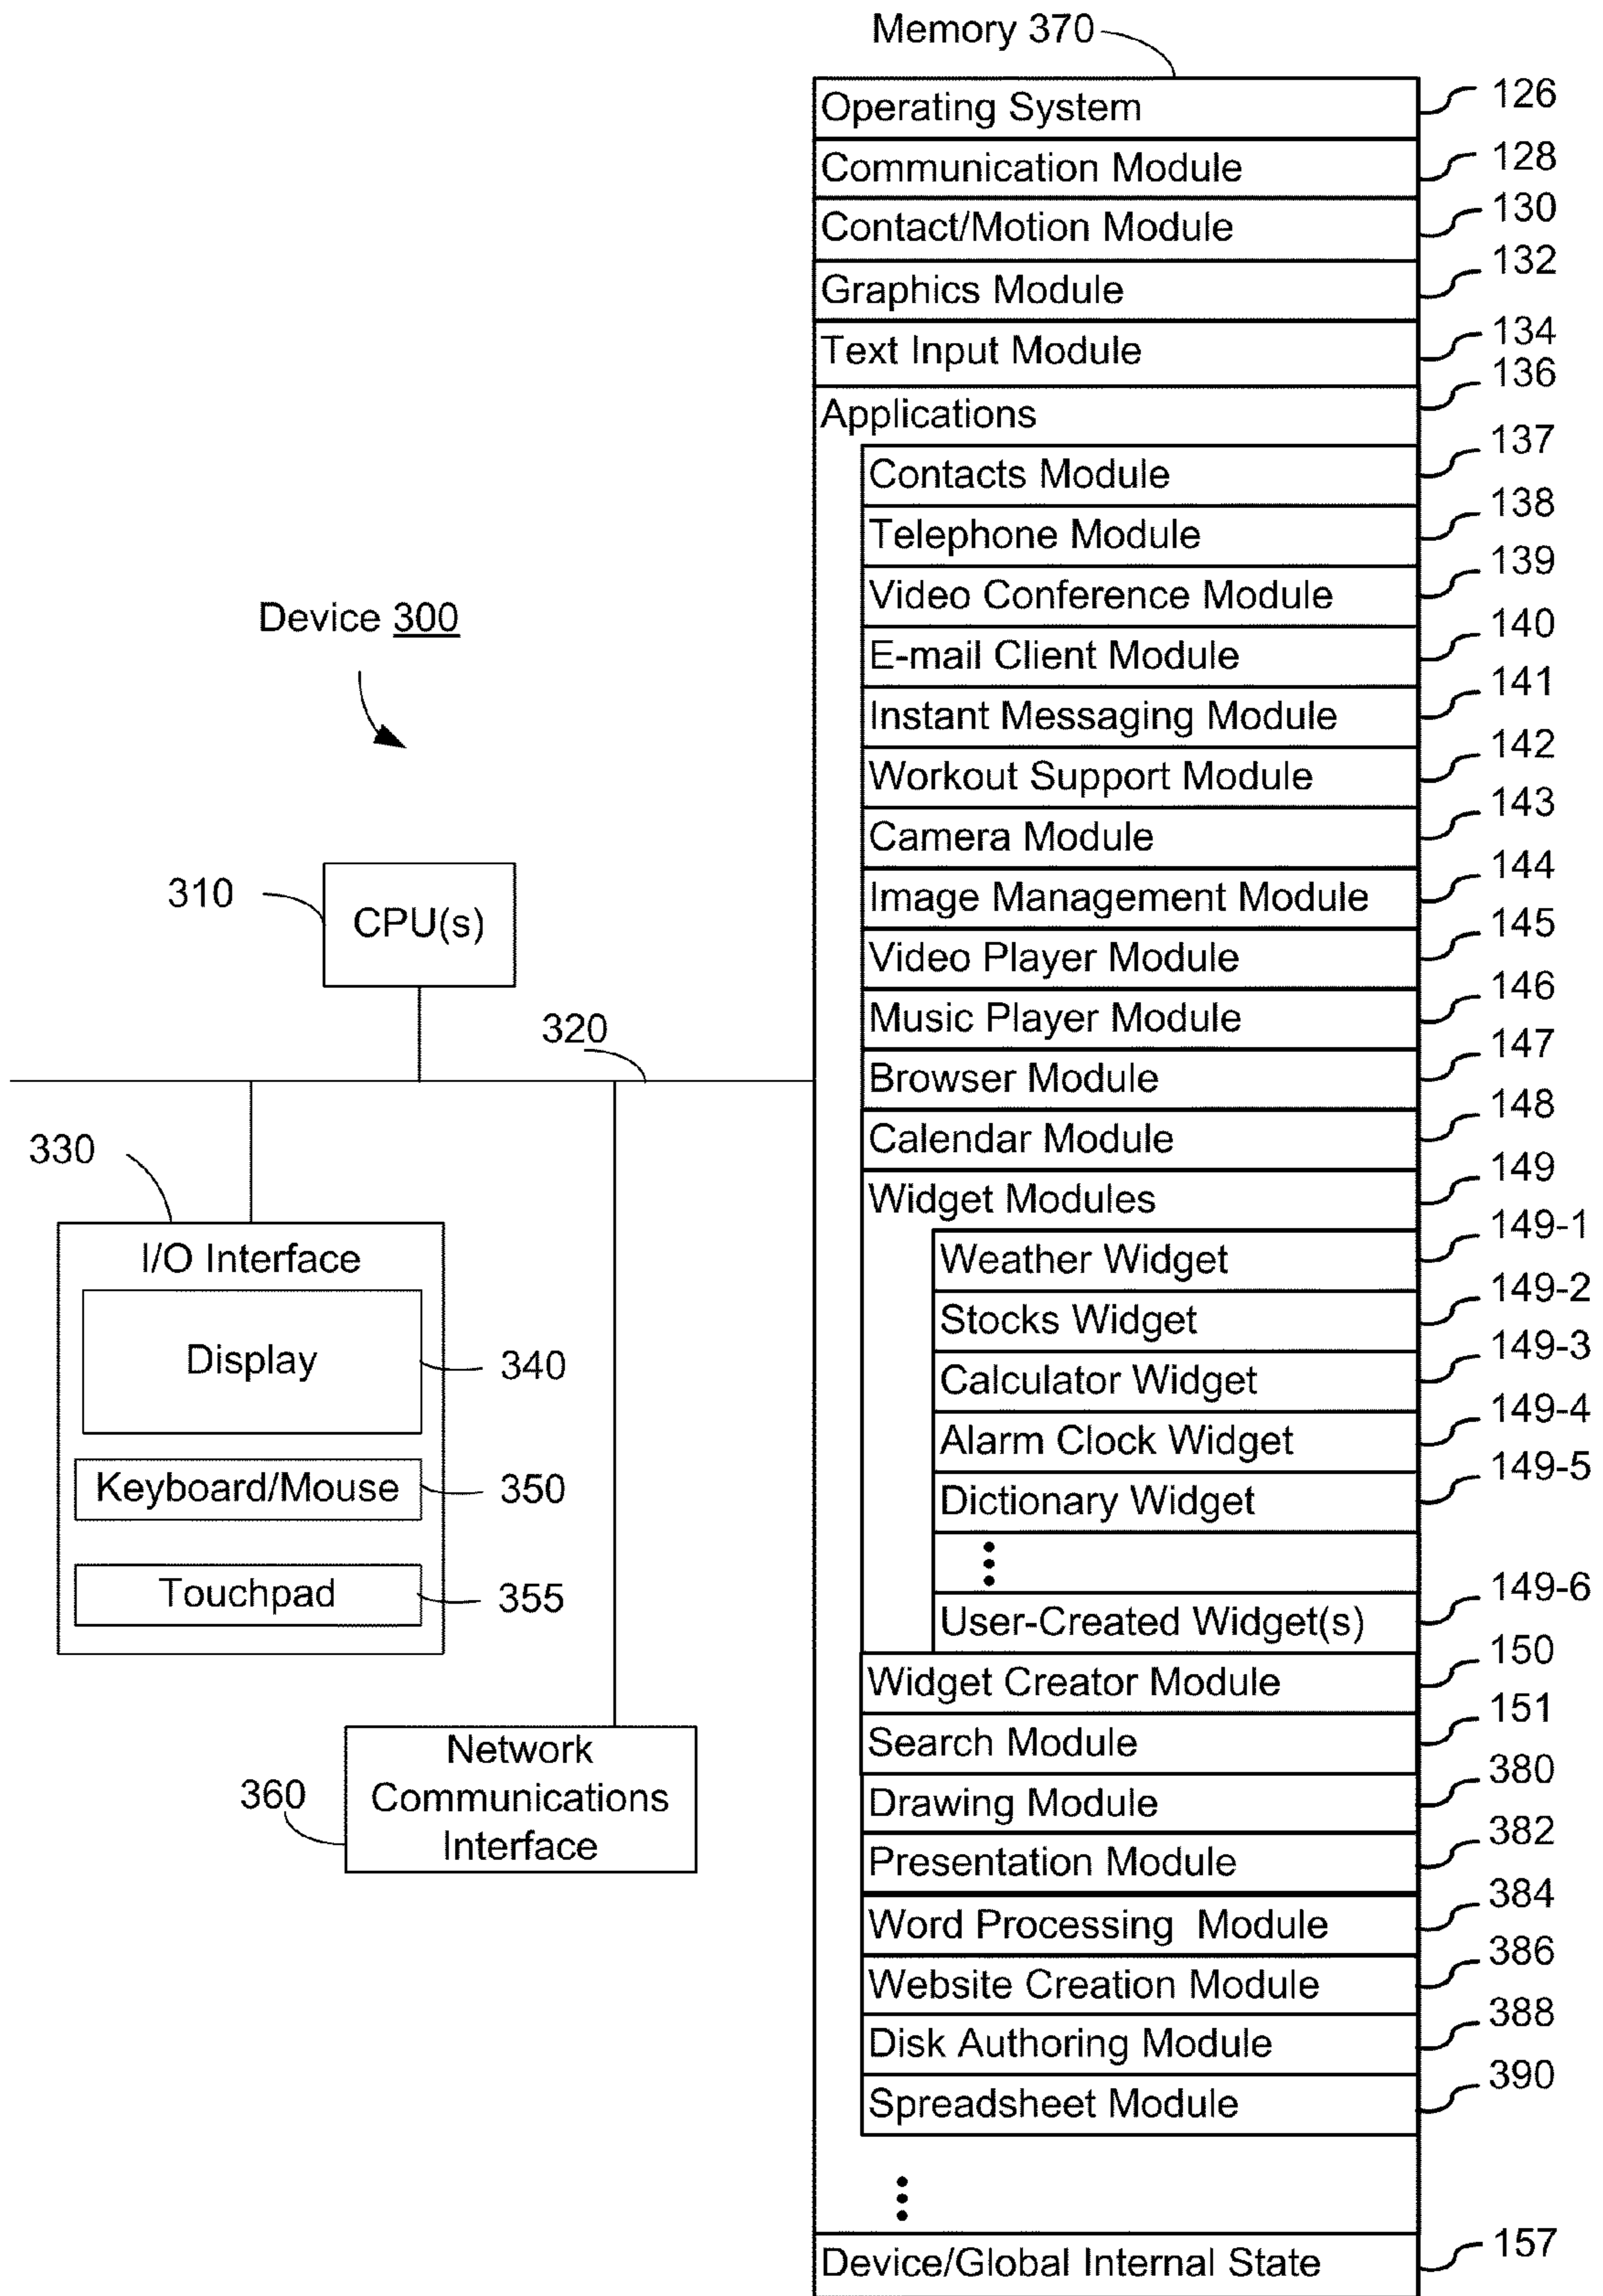 Memory 370
Operating System 126
Communication Module 128
Contact/Motion Module 130
Graphics Module 132
Text Input Module 134
Applications 136
Contacts Module 137
Telephone Module 138
Video Conference Module 139
E-mail Client Module 140
Instant Messaging Module 141
Workout Support Module 142
Camera Module 143
Image Management Module 144
Video Player Module 145
Music Player Module 146
Browser Module 147
Calendar Module 148
Widget Modules 149
Weather Widget 149-1
Stocks Widget 149-2
Calculator Widget 149-3
Alarm Clock Widget 149-4
Dictionary Widget 149-5
User-Created Widget(s) 149-6
Widget Creator Module 150
Search Module 151
Drawing Module 380
Presentation Module 382
Word Processing Module 384
Website Creation Module 386
Disk Authoring Module 388
Spreadsheet Module 390
Device/Global Internal State 157
Device 300
310
CPU(s)
320
330
I/O Interface
Display 340
Keyboard/Mouse 350
Touchpad 355
360
Network
Communications
Interface